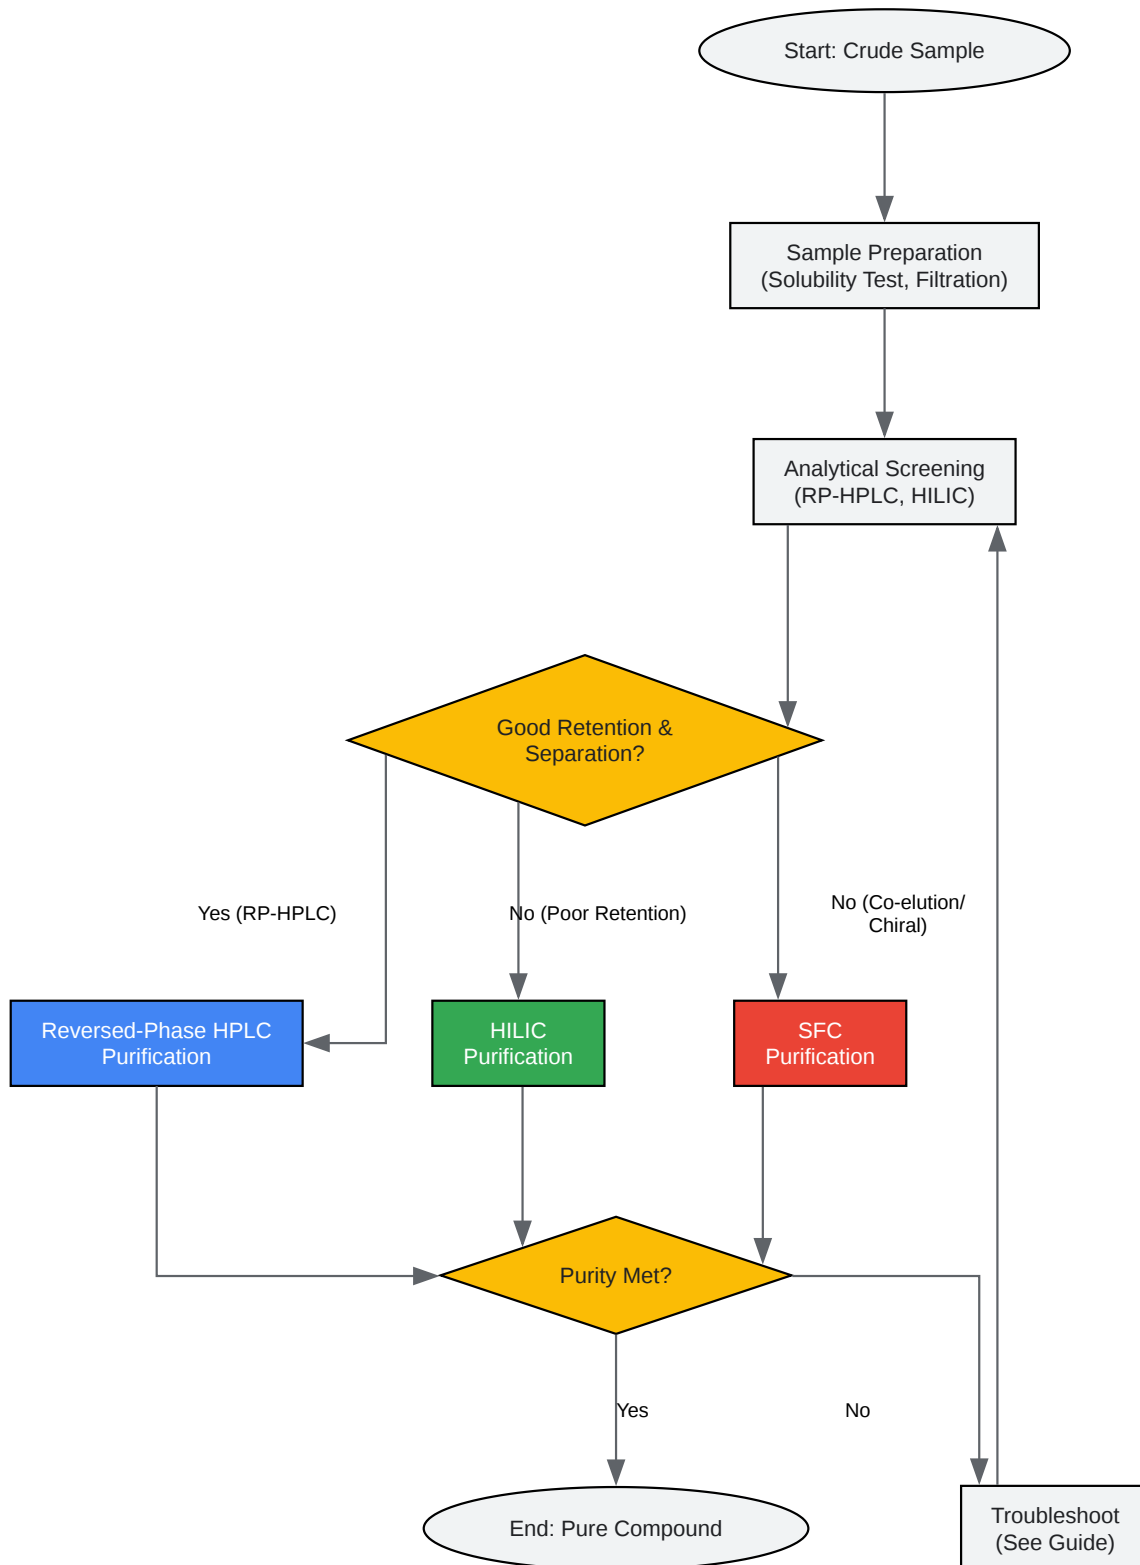 Start: Crude Sample
Sample Preparation
(Solubility Test, Filtration)
Analytical Screening
(RP-HPLC, HILIC)
Good Retention &
Separation?
Yes (RP-HPLC)
No (Poor Retention)
No (Co-elution/
Chiral)
Reversed-Phase HPLC
Purification
HILIC
Purification
SFC
Purification
Purity Met?
Yes
No
End: Pure Compound
Troubleshoot
(See Guide)